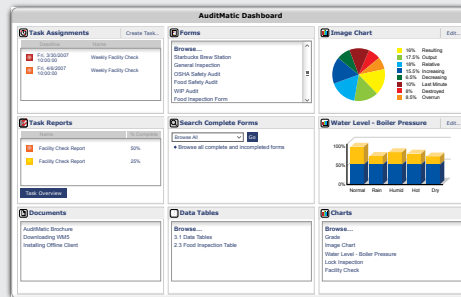 AuditMatic Dashboard
Task Assignments
Create Task...
Deadline
Name
Fri, 3/30/2007 10:00:00
Weekly Facility Check
Fri, 4/6/2007 10:00:00
Weekly Facility Check
Forms
Browse...
Starbucks Brew Station
General Inspection
OSHA Safety Audit
Food Safety Audit
WIP Audit
Food Inspection Form
Image Chart
Edit...
16% Resulting
17.5% Output
18% Relative
15.5% Increasing
6.5% Decreasing
10% Last Minute
8% Destroyed
8.5% Overrun
Task Reports
Name
% Complete
Facility Check Report
50%
Facility Check Report
25%
Task Overview
Search Complete Forms
Browse All
Go
Browse all complete and incompleted forms
Water Level - Boiler Pressure
Edit...
100%
50%
0%
Normal Rain Humid Hot Dry
Documents
AuditMatic Brochure
Downloading WMS
Installing Offline Client
Data Tables
Browse...
3.1 Data Tables
2.3 Food Inspection Table
Charts
Browse...
Grade
Image Chart
Water Level - Boiler Pressure
Lock Inspection
Facility Check